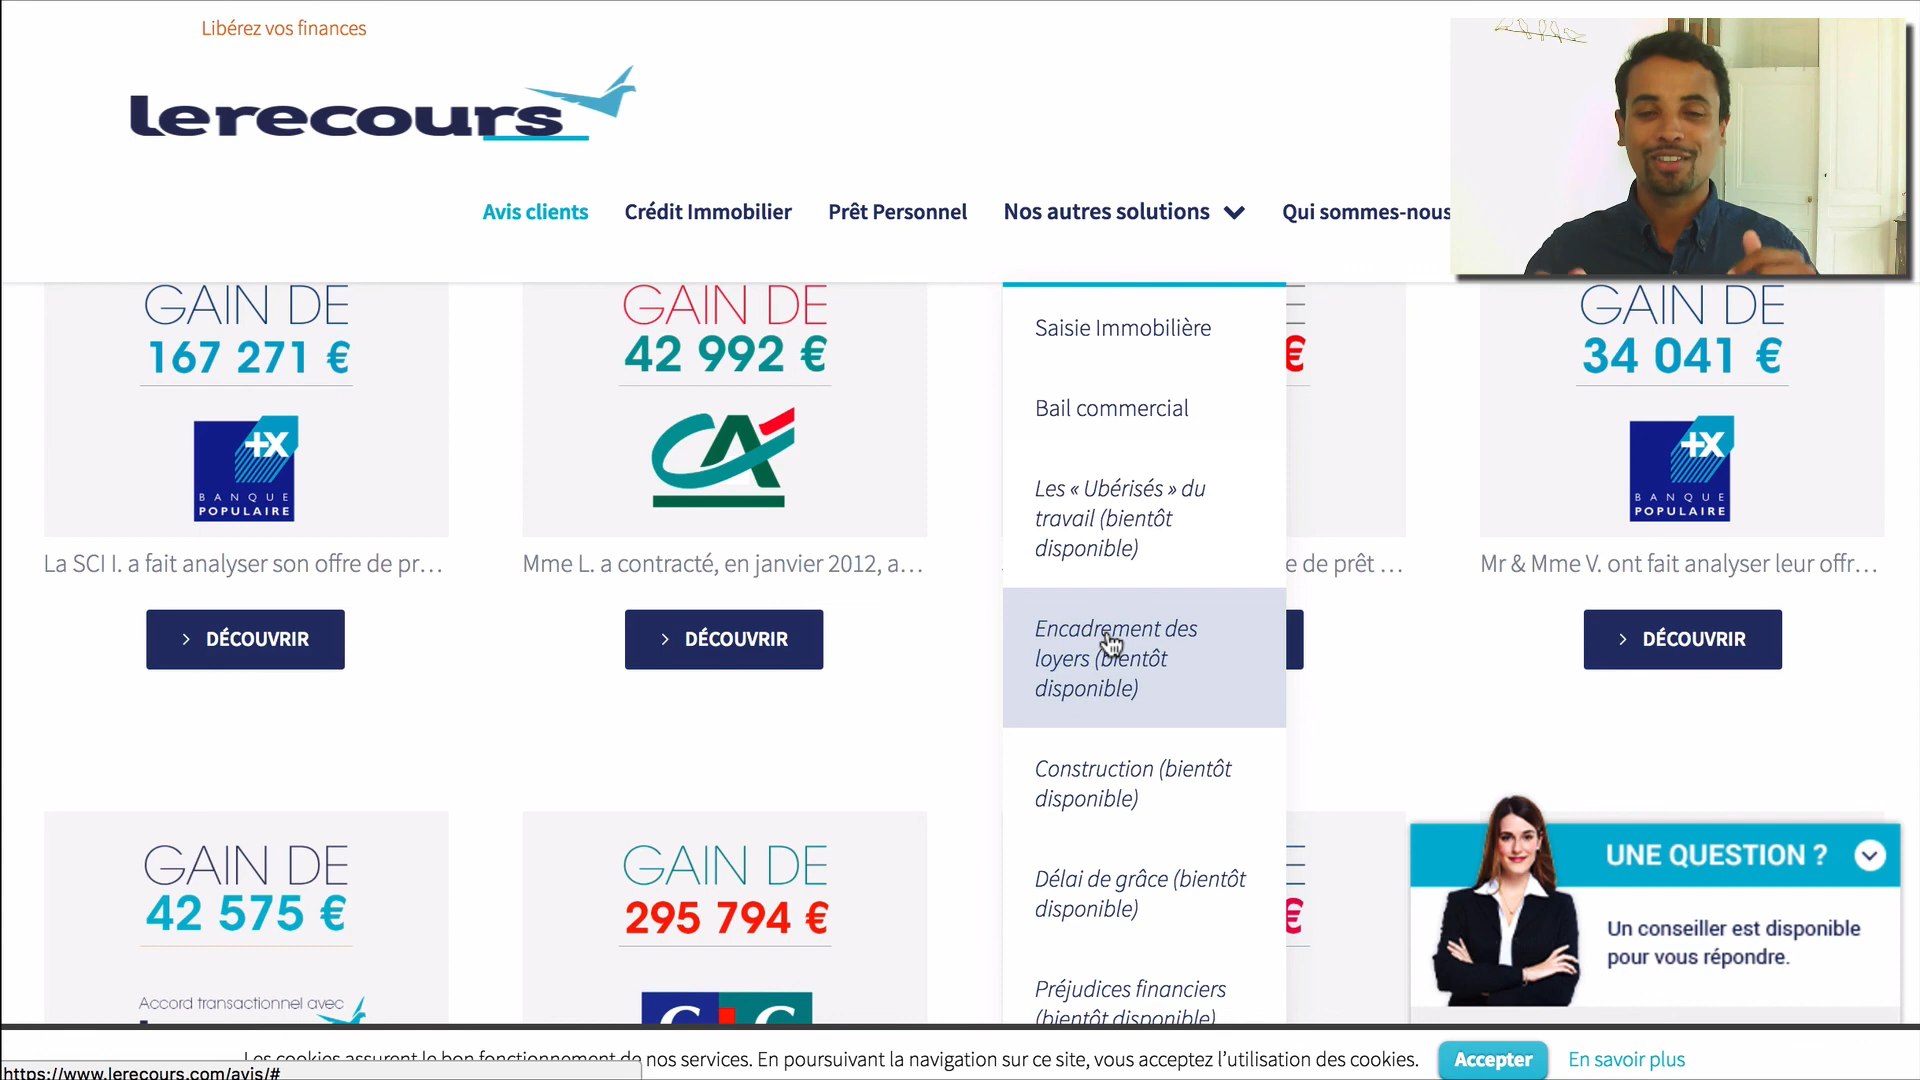 Libérez vos finances
lerecours
Avis clients
Crédit Immobilier
Prêt Personnel
Nos autres solutions
Qui sommes-nous
GAIN DE
167 271 €
BANQUE
POPULAIRE
La SCI I. a fait analyser son offre de pr...
DÉCOUVRIR
GAIN DE
42 992 €
CA
Mme L. a contracté, en janvier 2012, a...
DÉCOUVRIR
Saisie Immobilière
Bail commercial
Les « Ubérisés » du
travail (bientôt
disponible)
Encadrement des
loyers (bientôt
disponible)
Construction (bientôt
disponible)
Délai de grâce (bientôt
disponible)
Préjudices financiers
(bientôt disponible)
€
e de prêt ...
GAIN DE
34 041 €
BANQUE
POPULAIRE
Mr & Mme V. ont fait analyser leur offr...
DÉCOUVRIR
GAIN DE
42 575 €
Accord transactionnel avec
GAIN DE
295 794 €
CIC
€
UNE QUESTION ?
Un conseiller est disponible
pour vous répondre.
Les cookies assurent le bon fonctionnement de nos services. En poursuivant la navigation sur ce site, vous acceptez l’utilisation des cookies.
Accepter
En savoir plus
https://www.lerecours.com/avis/#